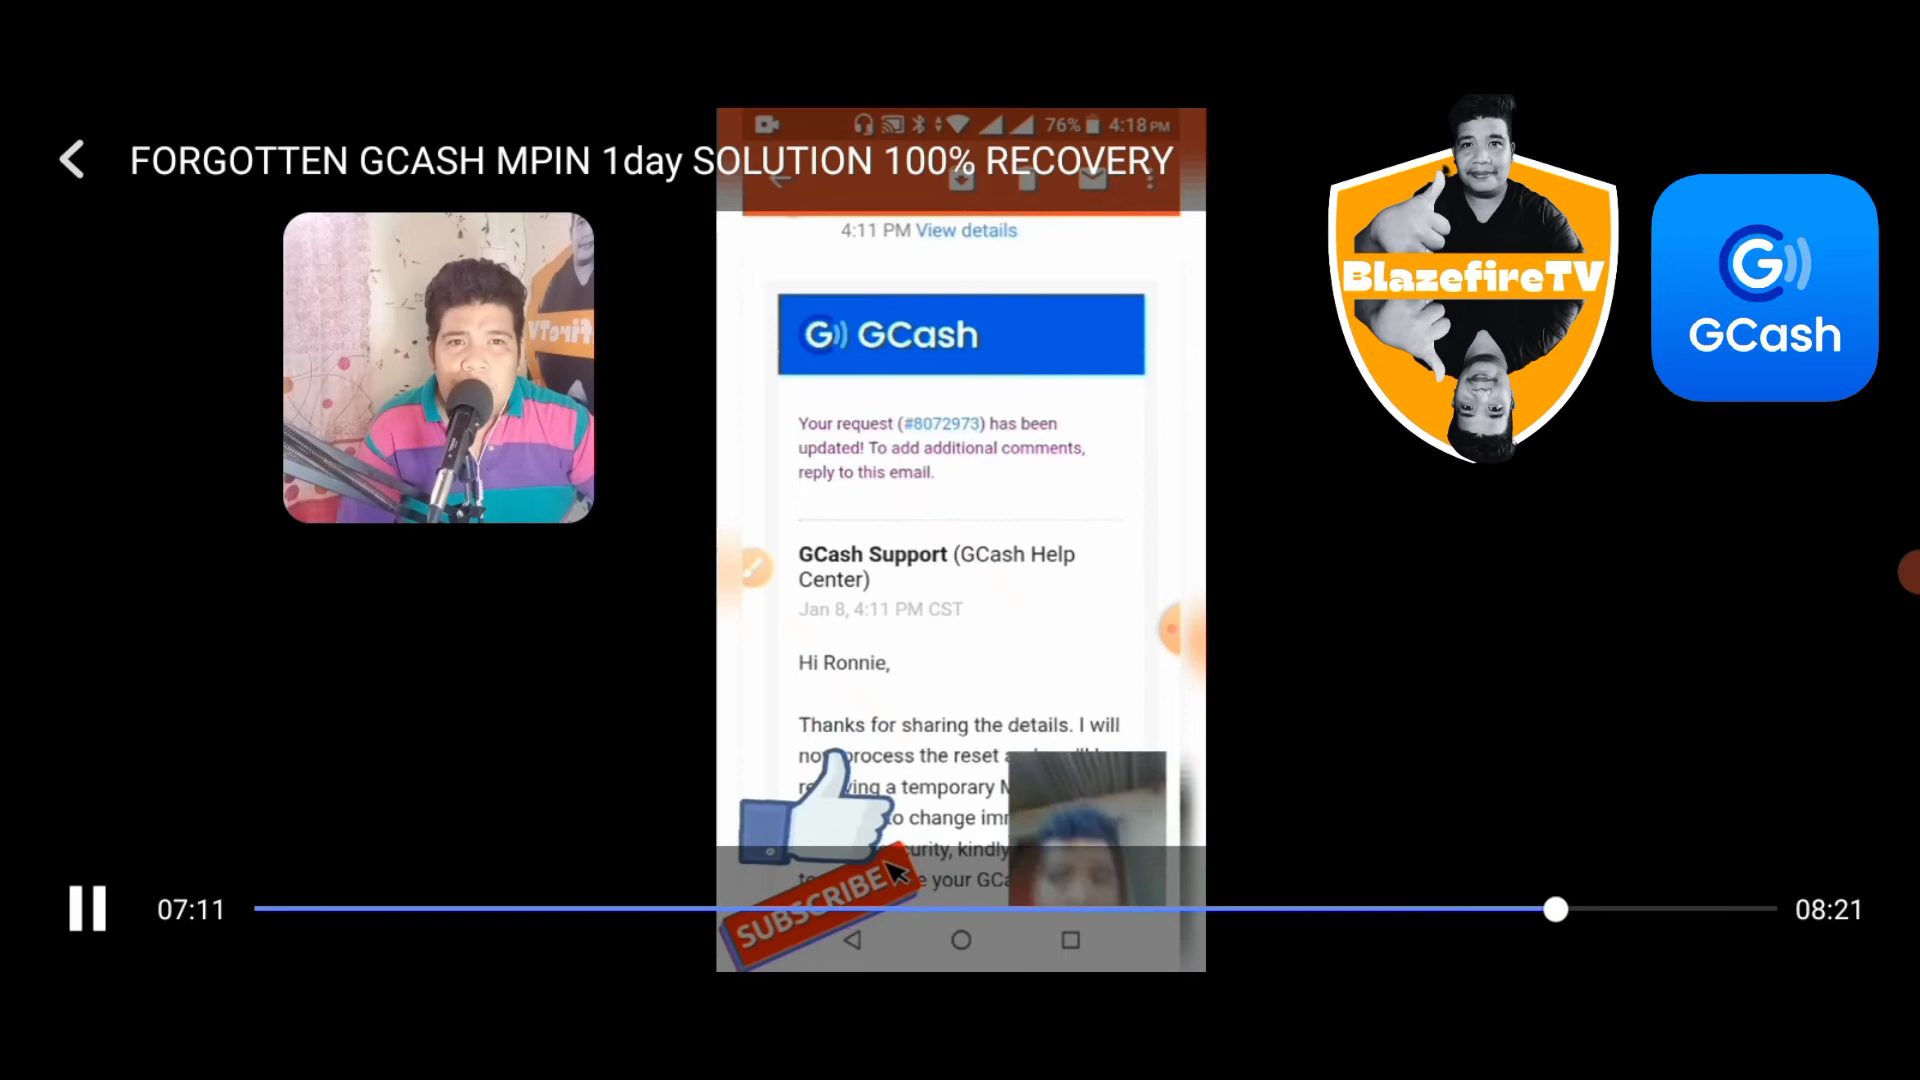 76% 4:18 PM
FORGOTTEN GCASH MPIN 1day SOLUTION 100% RECOVERY
4:11 PM View details
GCash
Your request (#8072973) has been
updated! To add additional comments,
reply to this email.
GCash Support (GCash Help
Center)
Jan 8, 4:11 PM CST
Hi Ronnie,
Thanks for sharing the details. I will
process the reset
a temporary
to change
kindly
your
SUBSCRIBE
BlazefireTV
GCash
07:11
08:21